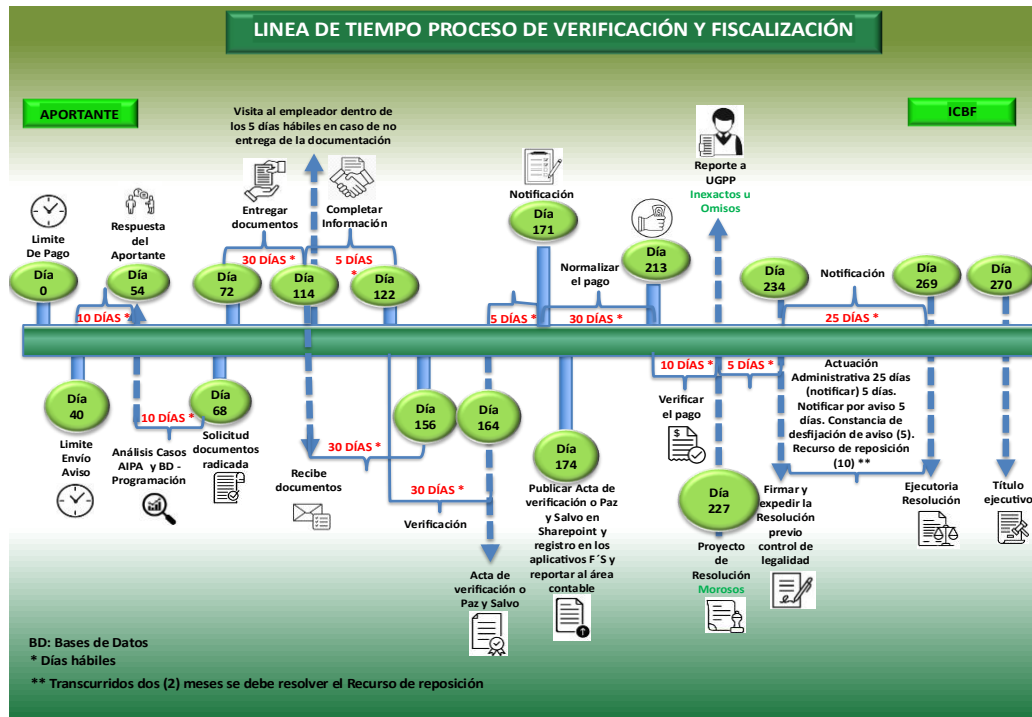 LINEA DE TIEMPO PROCESO DE VERIFICACIÓN Y FISCALIZACIÓN
APORTANTE
ICBF
Visita al empleador dentro de
los 5 días hábiles en caso de no
entrega de la documentación
Limite
De Pago
Respuesta
del
Aportante
Entregar
documentos
Completar
Información
Notificación
Normalizar
el pago
Reporte a
UGPP
Inexactos u
Omisos
Notificación
Día
0
Día
54
Día
72
Día
114
Día
122
Día
171
Día
213
Día
234
Día
269
Día
270
10 DÍAS *
30 DÍAS *
5 DÍAS
*
5 DÍAS *
30 DÍAS *
25 DÍAS *
Día
40
Limite
Envío
Aviso
10 DÍAS *
Análisis Casos
AIPA y BD -
Programación
Día
68
Solicitud
documentos
radicada
Recibe
documentos
30 DÍAS *
Día
156
30 DÍAS *
Verificación
Día
164
Acta de
verificación o
Paz y Salvo
Día
174
Publicar Acta de
verificación o Paz
y Salvo en
Sharepoint y
registro en los
aplicativos F´S y
reportar al área
contable
10 DÍAS *
Verificar
el pago
5 DÍAS *
Día
227
Proyecto
de
Resolución
Morosos
Firmar y
expedir la
Resolución
previo
control de
legalidad
Actuación
Administrativa 25 días
(notificar) 5 días.
Notificar por aviso 5
días. Constancia de
desfijación de aviso (5).
Recurso de reposición
(10) **
Ejecutoria
Resolución
Título
ejecutivo
BD: Bases de Datos
* Días hábiles
** Transcurridos dos (2) meses se debe resolver el Recurso de reposición